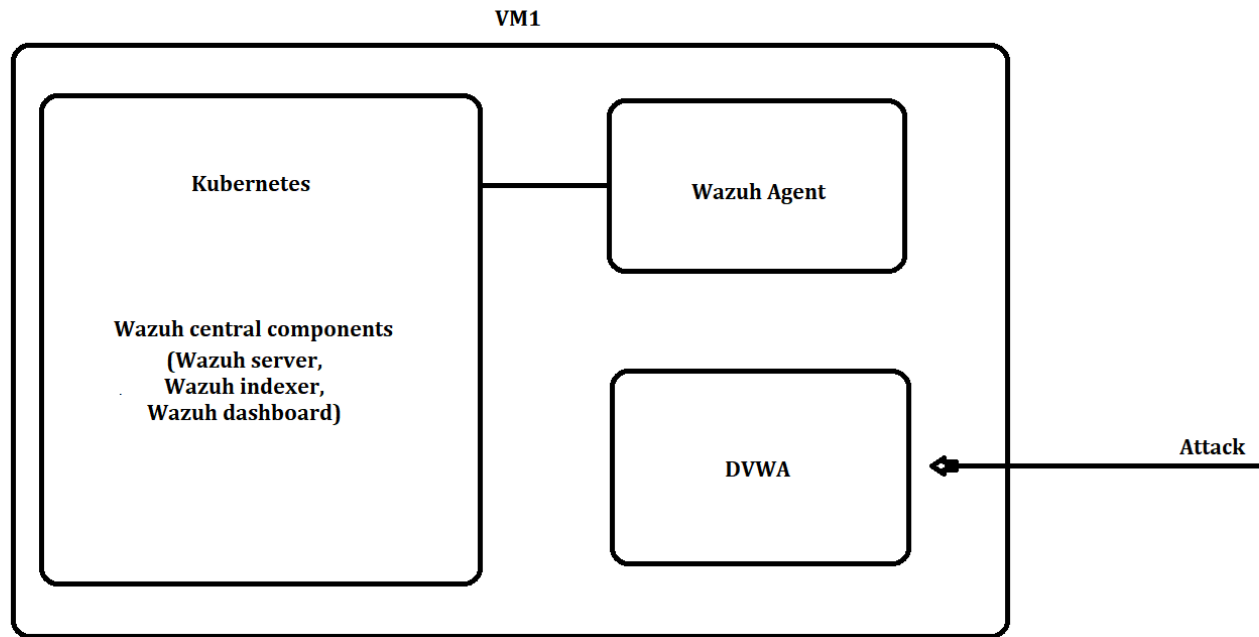 VM1
Kubernetes
Wazuh central components
(Wazuh server,
Wazuh indexer,
Wazuh dashboard)
Wazuh Agent
DVWA
Attack